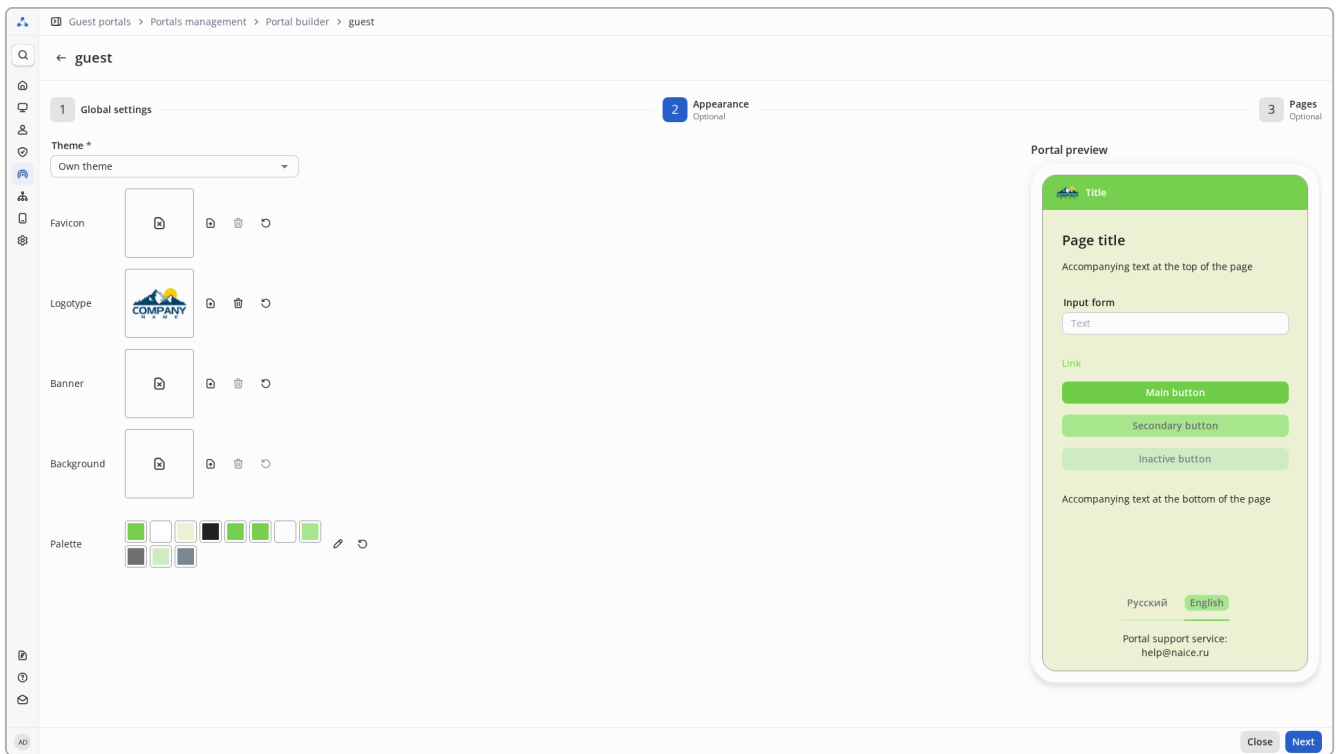 Guest portals > Portals management > Portal builder > guest
← guest
1 Global settings
2 Appearance
Optional
3 Pages
Optional
Theme *
Own theme
Portal preview
Favicon
Logotype
COMPANY
NAME
Banner
Background
Palette
Title
Page title
Accompanying text at the top of the page
Input form
Text
Link
Main button
Secondary button
Inactive button
Accompanying text at the bottom of the page
Русский English
Portal support service:
help@naice.ru
AD
Close Next